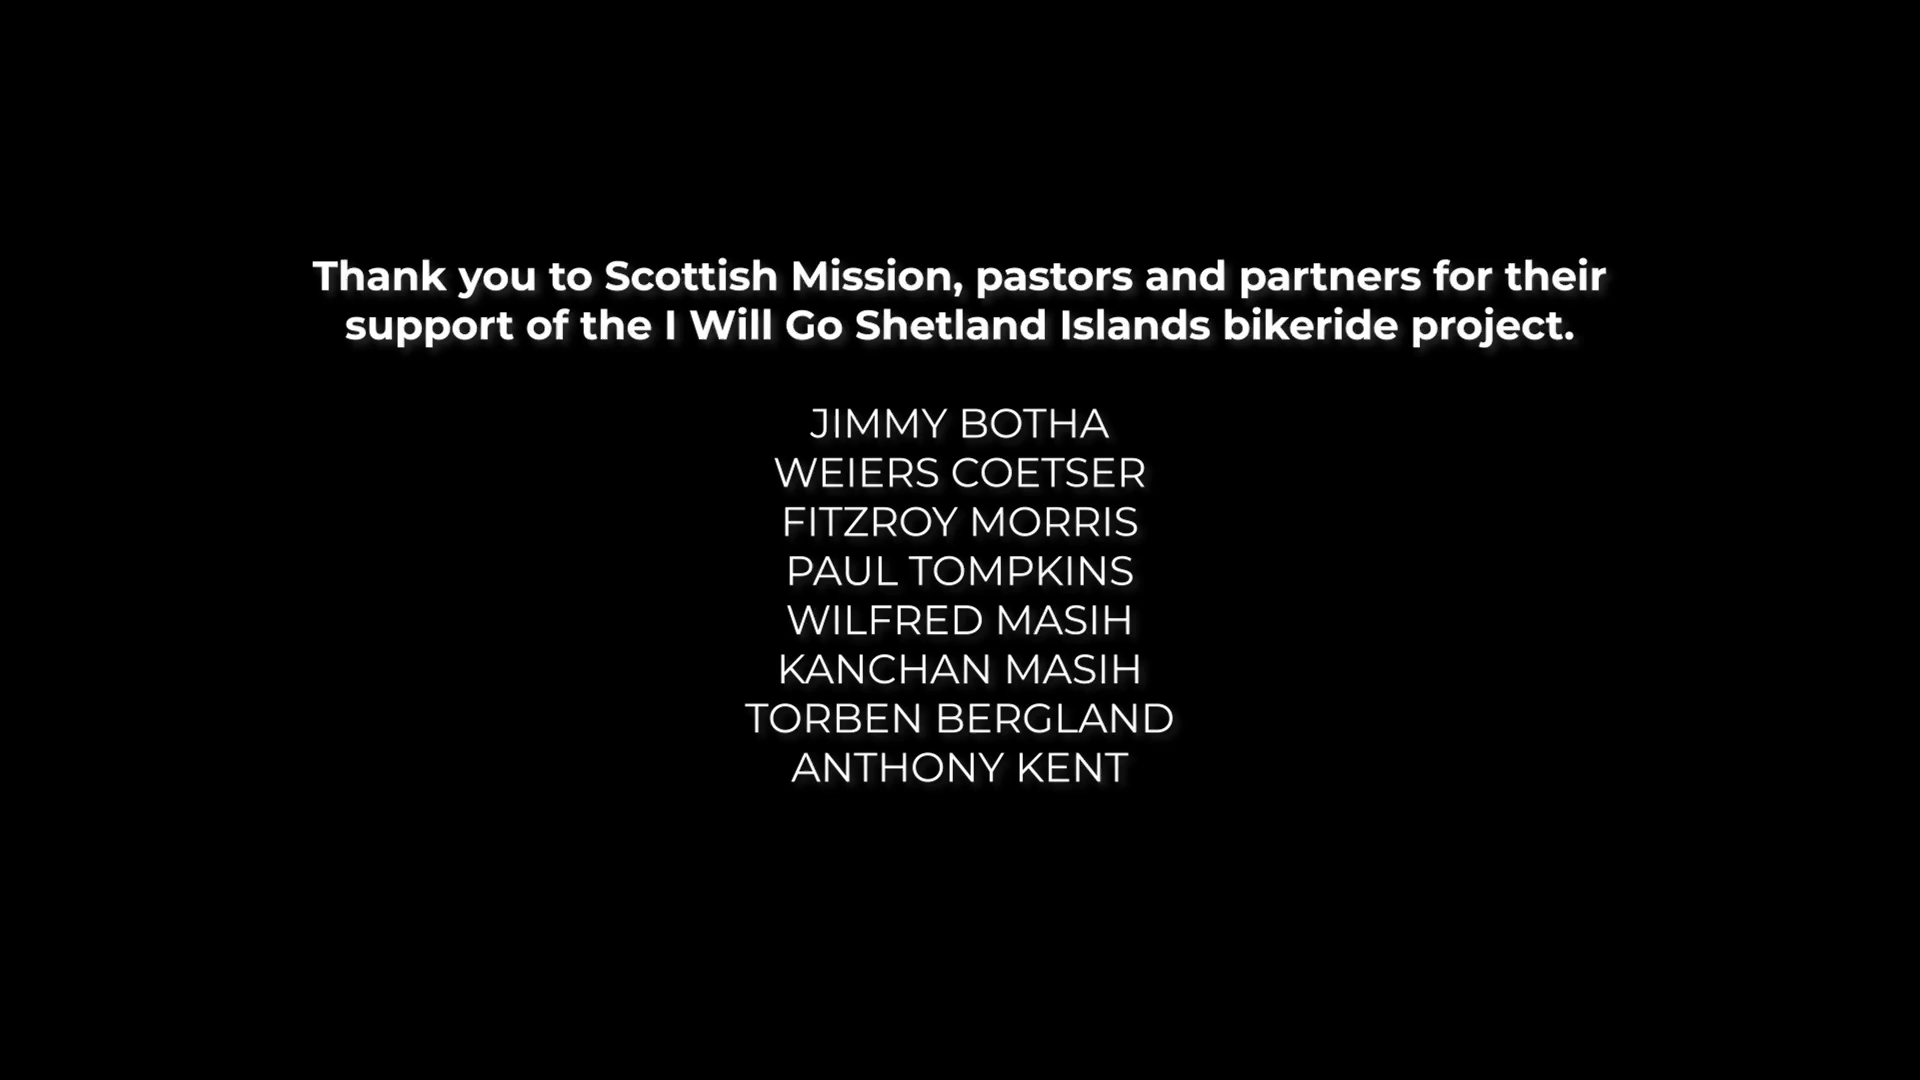 Thank you to Scottish Mission, pastors and partners for their
support of the I Will Go Shetland Islands bikeride project.
JIMMY BOTHA
WEIERS COETSER
FITZROY MORRIS
PAUL TOMPKINS
WILFRED MASIH
KANCHAN MASIH
TORBEN BERGLAND
ANTHONY KENT